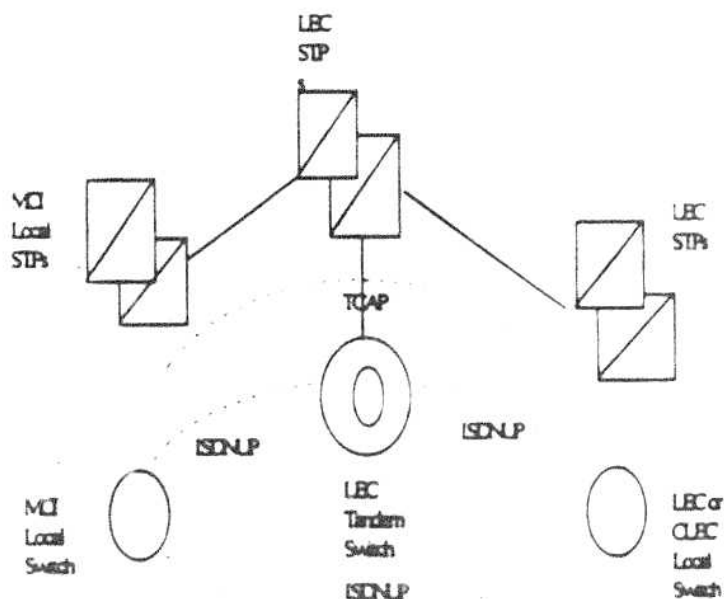 LEC
STP
s
MCI
Local
STPs
LEC
STPs
TCAP
ISDNUP
ISDNUP
MCI
Local
Switch
LEC
Tandem
Switch
LEC or
CLEC
Local
Switch
ISDNUP